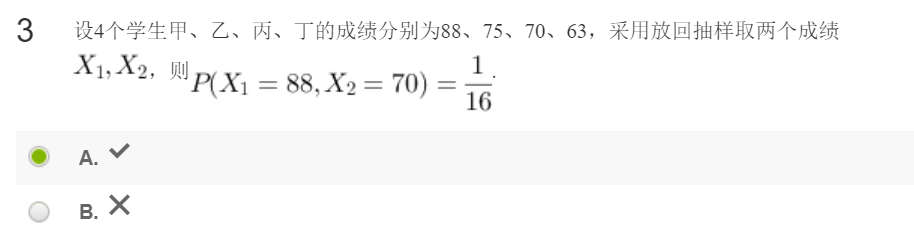 3 设4个学生甲、乙、丙、丁的成绩分别为88、75、70、63，采用放回抽样取两个成绩
X₁, X₂，则 P(X₁ = 88, X₂ = 70) = 1/16.
A. ✓
B. ✕